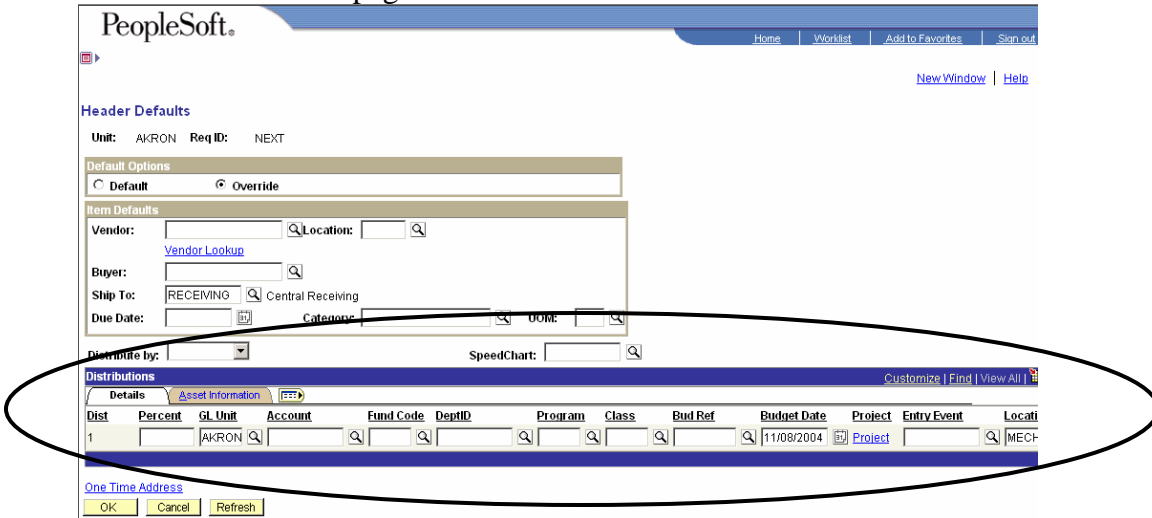 PeopleSoft®
Home | Worklist | Add to Favorites | Sign out
New Window | Help
Header Defaults
Unit: AKRON Req ID: NEXT
Default Options
Default Override
Item Defaults
Vendor: Location:
Vendor Lookup
Buyer:
Ship To: RECEIVING Central Receiving
Due Date: Category: UOM:
Distribute by: SpeedChart:
Distributions Customize | Find | View All |
Details Asset Information
Dist Percent GL Unit Account Fund Code DeptID Program Class Bud Ref Budget Date Project Entry Event Locati
1 AKRON 11/08/2004 Project MECH
One Time Address
OK Cancel Refresh